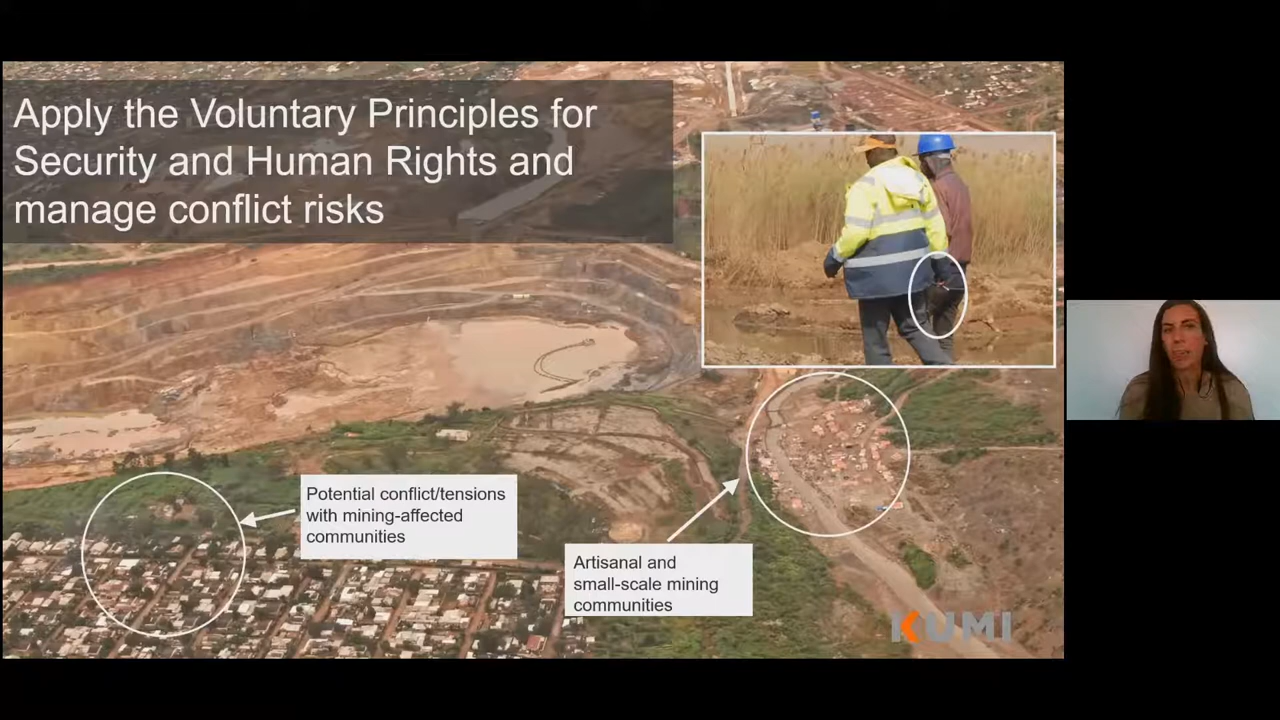 Apply the Voluntary Principles for
Security and Human Rights and
manage conflict risks
Potential conflict/tensions
with mining-affected
communities
Artisanal and
small-scale mining
communities
KUMI